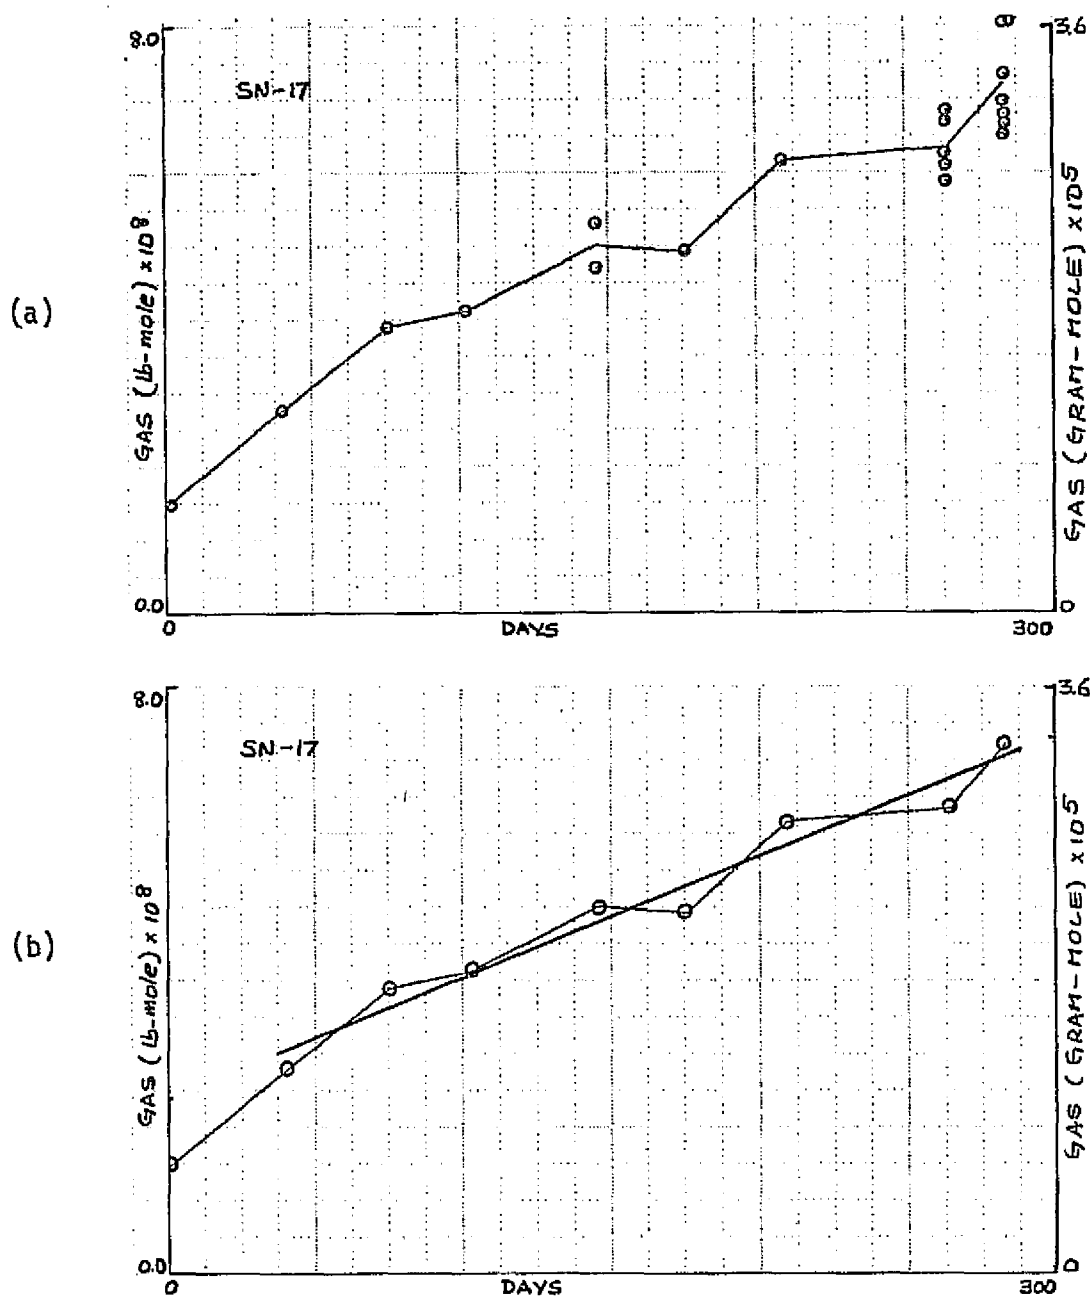 (a)
8.0
3.6
SN-17
GAS (lb-mole) x 10^8
GAS (GRAM-MOLE) x 10^5
0.0
0
0
DAYS
300
(b)
8.0
3.6
SN-17
GAS (lb-mole) x 10^8
GAS (GRAM-MOLE) x 10^5
0.0
0
0
DAYS
300